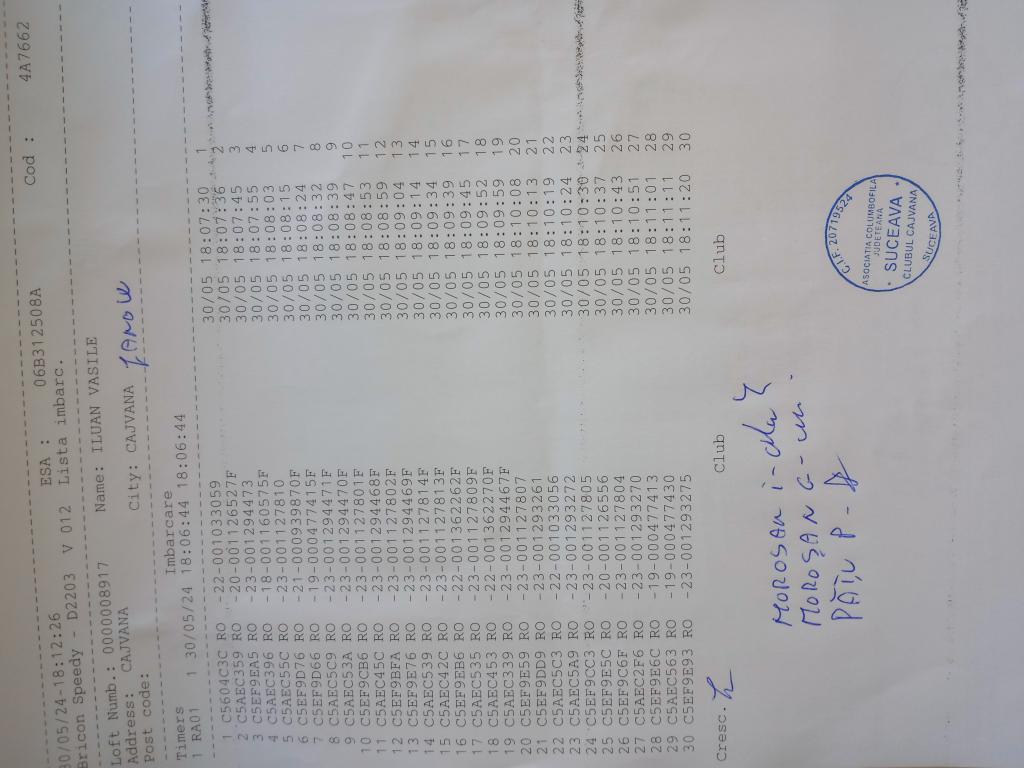 30/05/24-18:12:26 ESA : 06B312508A Cod : 4A7662
Bricon Speedy - D2203 V 012 Lista imbarc.
Loft Numb.: 0000008917 Name: ILUAN VASILE
Address: CAJVANA City: CAJVANA
Post code:
Timers Imbarcare
1 RA01 1 30/05/24 18:06:44 18:06:44
1 C5604C3C RO -22-001033059 30/05 18:07:30 1
2 C5AEC359 RO -20-001126527F 30/05 2
3 C5EF9EA5 RO -23-001294473 30/05 18:07:45 3
4 C5AEC396 RO -18-001160575F 30/05 18:07:55 4
5 C5AEC55C RO -23-001127810 30/05 18:08:03 5
6 C5EF9D76 RO -21-000939870F 30/05 18:08:15 6
7 C5EF9D66 RO -19-000477415F 30/05 18:08:24 7
8 C5AEC5C9 RO -23-001294471F 30/05 18:08:32 8
9 C5AEC53A RO -23-001294470F 30/05 18:08:39 9
10 C5EF9CB6 RO -23-001127801F 30/05 18:08:47 10
11 C5AEC45C RO -23-001294468F 30/05 18:08:53 11
12 C5EF9BFA RO -23-001127802F 30/05 18:08:59 12
13 C5EF9E76 RO -23-001294469F 30/05 18:09:04 13
14 C5AEC539 RO -23-001127814F 30/05 18:09:14 14
15 C5AEC42C RO -23-001127813F 30/05 18:09:34 15
16 C5EF9EB6 RO -22-001362262F 30/05 18:09:39 16
17 C5AEC535 RO -23-001127809F 30/05 18:09:45 17
18 C5AEC453 RO -22-001362270F 30/05 18:09:52 18
19 C5AEC339 RO -23-001294467F 30/05 18:09:59 19
20 C5EF9E59 RO -23-001127807 30/05 18:10:08 20
21 C5EF9DD9 RO -23-001293261 30/05 18:10:13 21
22 C5AEC5C3 RO -22-001033056 30/05 18:10:19 22
23 C5AEC5A9 RO -23-001293272 30/05 18:10:24 23
24 C5EF9CC3 RO -23-001127805 30/05 18:10:30 24
25 C5EF9E5C RO -20-001126556 30/05 18:10:37 25
26 C5EF9C6F RO -23-001127804 30/05 18:10:43 26
27 C5AEC2F6 RO -23-001293270 30/05 18:10:51 27
28 C5EF9E6C RO -19-000477413 30/05 18:11:01 28
29 C5AEC563 RO -19-000477430 30/05 18:11:11 29
30 C5EF9E93 RO -23-001293275 30/05 18:11:20 30
Cresc. Club Club
MOROSAN i-
MOROȘAN G-
PAȚIU P-
C.I.F. 20719524
ASOCIATIA COLUMBOFILA
JUDETEANA
* SUCEAVA *
CLUBUL CAJVANA
SUCEAVA